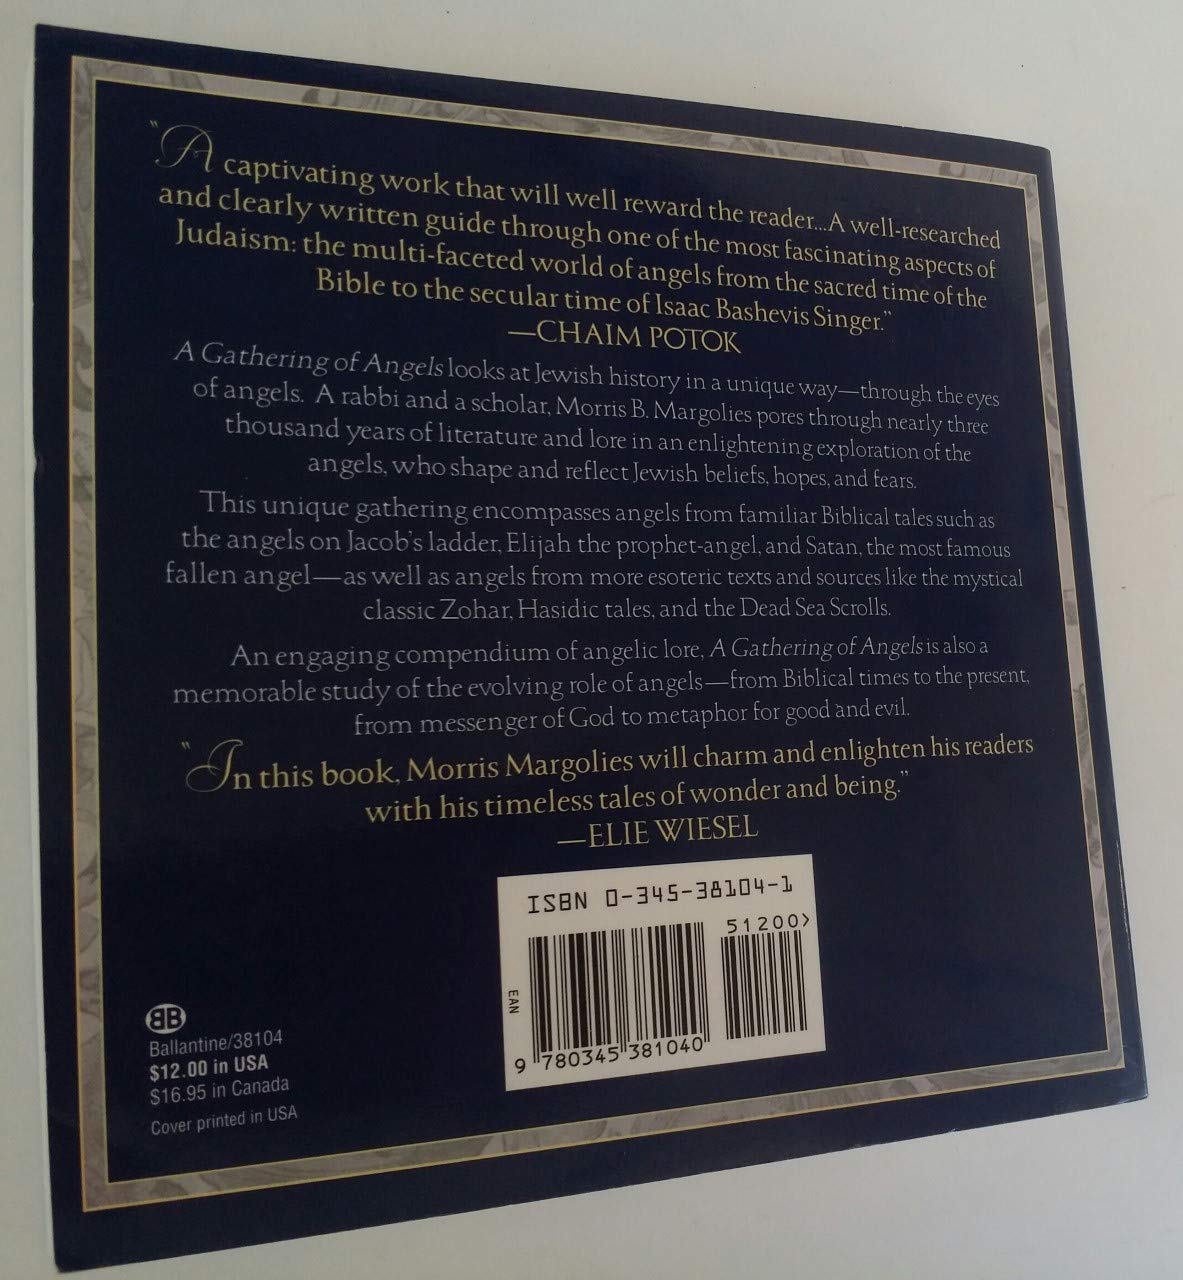 "A captivating work that will well reward the reader...A well-researched
and clearly written guide through one of the most fascinating aspects of
Judaism: the multi-faceted world of angels from the sacred time of the
Bible to the secular time of Isaac Bashevis Singer."
—CHAIM POTOK
A Gathering of Angels looks at Jewish history in a unique way—through the eyes
of angels. A rabbi and a scholar, Morris B. Margolies pores through nearly three
thousand years of literature and lore in an enlightening exploration of the
angels, who shape and reflect Jewish beliefs, hopes, and fears.
This unique gathering encompasses angels from familiar Biblical tales such as
the angels on Jacob's ladder, Elijah the prophet-angel, and Satan, the most famous
fallen angel—as well as angels from more esoteric texts and sources like the mystical
classic Zohar, Hasidic tales, and the Dead Sea Scrolls.
An engaging compendium of angelic lore, A Gathering of Angels is also a
memorable study of the evolving role of angels—from Biblical times to the present,
from messenger of God to metaphor for good and evil.
"In this book, Morris Margolies will charm and enlighten his readers
with his timeless tales of wonder and being."
—ELIE WIESEL
ISBN 0-345-38104-1
51200>
EAN
9 780345 381040
BB
Ballantine/38104
$12.00 in USA
$16.95 in Canada
Cover printed in USA